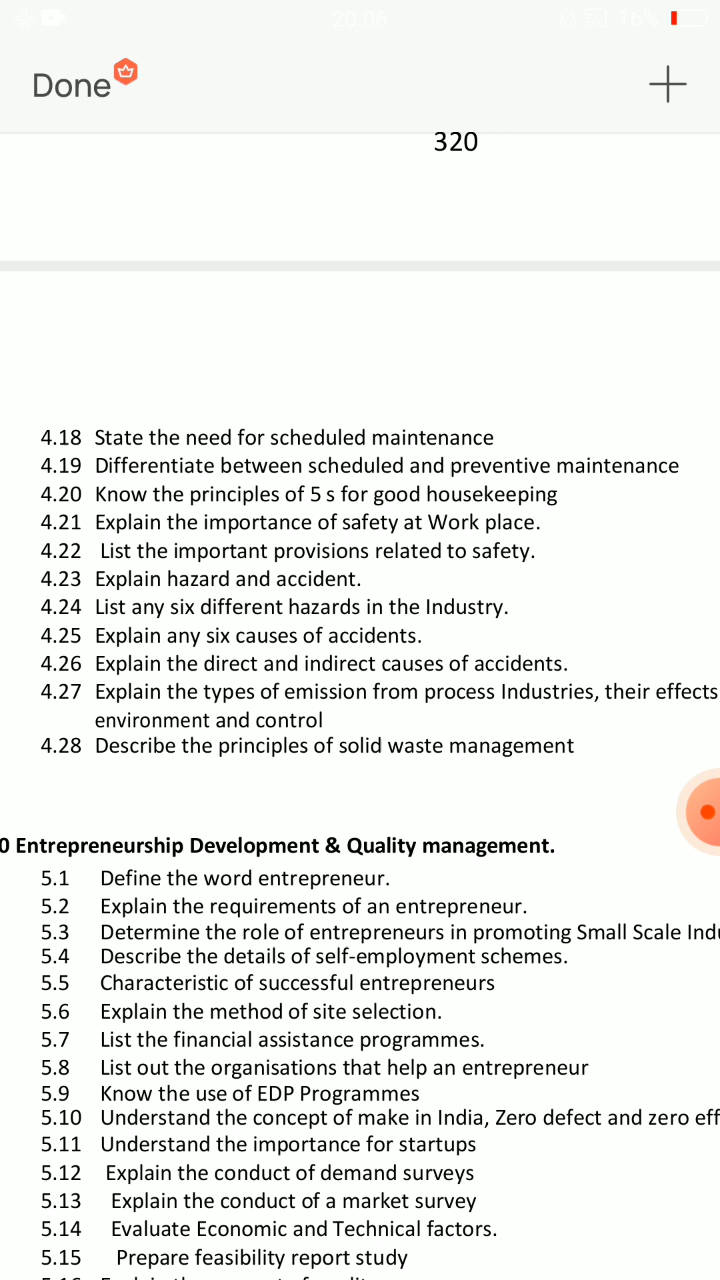 20:06
16%
Done
320
4.18 State the need for scheduled maintenance
4.19 Differentiate between scheduled and preventive maintenance
4.20 Know the principles of 5 s for good housekeeping
4.21 Explain the importance of safety at Work place.
4.22 List the important provisions related to safety.
4.23 Explain hazard and accident.
4.24 List any six different hazards in the Industry.
4.25 Explain any six causes of accidents.
4.26 Explain the direct and indirect causes of accidents.
4.27 Explain the types of emission from process Industries, their effects
environment and control
4.28 Describe the principles of solid waste management
0 Entrepreneurship Development & Quality management.
5.1 Define the word entrepreneur.
5.2 Explain the requirements of an entrepreneur.
5.3 Determine the role of entrepreneurs in promoting Small Scale
5.4 Describe the details of self-employment schemes.
5.5 Characteristic of successful entrepreneurs
5.6 Explain the method of site selection.
5.7 List the financial assistance programmes.
5.8 List out the organisations that help an entrepreneur
5.9 Know the use of EDP Programmes
5.10 Understand the concept of make in India, Zero defect and zero eff
5.11 Understand the importance for startups
5.12 Explain the conduct of demand surveys
5.13 Explain the conduct of a market survey
5.14 Evaluate Economic and Technical factors.
5.15 Prepare feasibility report study